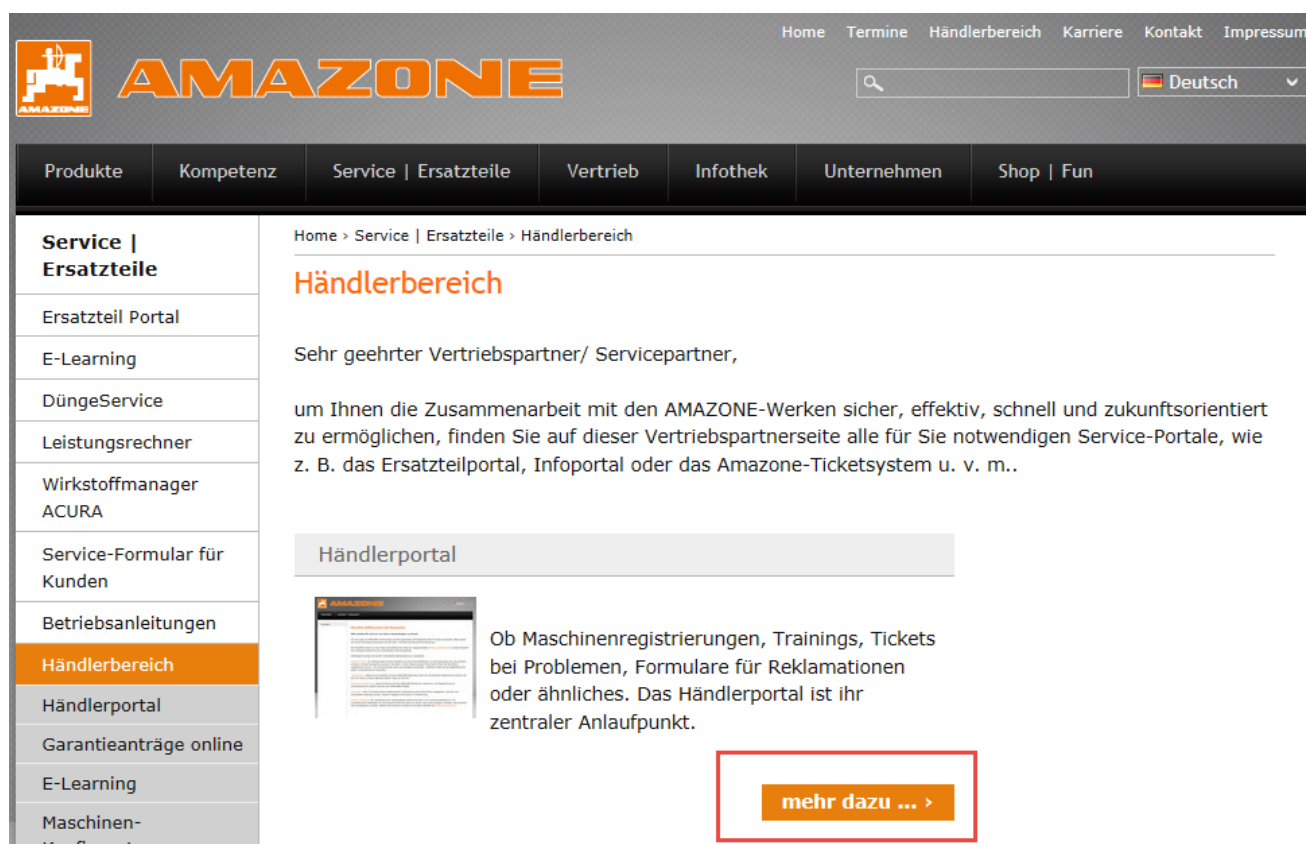 Home Termine Händlerbereich Karriere Kontakt Impressum
AMAZONE
AMAZONE
Deutsch
Produkte Kompetenz Service | Ersatzteile Vertrieb Infothek Unternehmen Shop | Fun
Service |
Ersatzteile
Ersatzteil Portal
E-Learning
DüngeService
Leistungsrechner
Wirkstoffmanager
ACURA
Service-Formular für
Kunden
Betriebsanleitungen
Händlerbereich
Händlerportal
Garantieanträge online
E-Learning
Maschinen-
Home › Service | Ersatzteile › Händlerbereich
Händlerbereich
Sehr geehrter Vertriebspartner/ Servicepartner,
um Ihnen die Zusammenarbeit mit den AMAZONE-Werken sicher, effektiv, schnell und zukunftsorientiert
zu ermöglichen, finden Sie auf dieser Vertriebspartnerseite alle für Sie notwendigen Service-Portale, wie
z. B. das Ersatzteilportal, Infoportal oder das Amazone-Ticketsystem u. v. m..
Händlerportal
AMAZONE
Ob Maschinenregistrierungen, Trainings, Tickets
bei Problemen, Formulare für Reklamationen
oder ähnliches. Das Händlerportal ist ihr
zentraler Anlaufpunkt.
mehr dazu ... ›